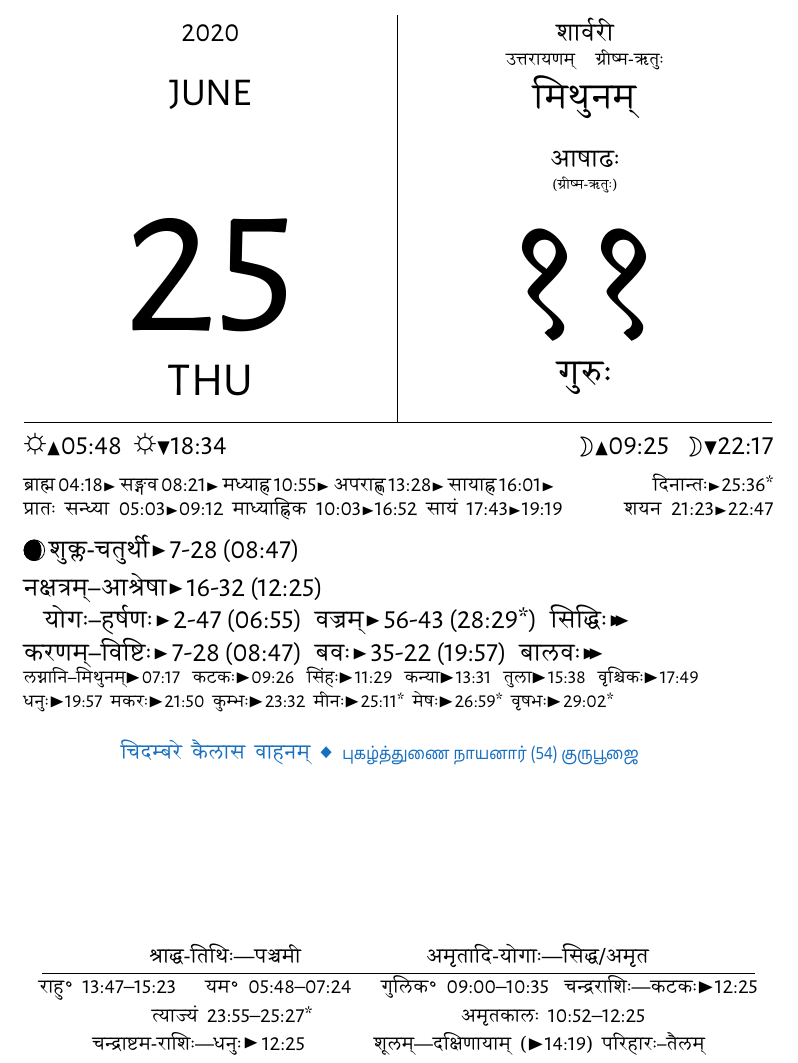 2020
JUNE
25
THU
शार्वरी
उत्तरायणम् ग्रीष्म-ऋतुः
मिथुनम्
आषाढः
(ग्रीष्म-ऋतुः)
११
गुरुः
☼▲05:48 ☼▼18:34 ☽▲09:25 ☽▼22:17
ब्राह्म 04:18► सङ्गव 08:21► मध्याह्न 10:55► अपराह्ण 13:28► सायाह्न 16:01► दिनान्तः►25:36*
प्रातः सन्ध्या 05:03►09:12 माध्याह्निक 10:03►16:52 सायं 17:43►19:19 शयन 21:23►22:47
शुक्ल-चतुर्थी►7-28 (08:47)
नक्षत्रम्–आश्रेषा►16-32 (12:25)
योगः–हर्षणः►2-47 (06:55) वज्रम्►56-43 (28:29*) सिद्धिः►►
करणम्–विष्टिः►7-28 (08:47) बवः►35-22 (19:57) बालवः►►
लग्नानि–मिथुनम्►07:17 कटकः►09:26 सिंहः►11:29 कन्या►13:31 तुला►15:38 वृश्चिकः►17:49
धनुः►19:57 मकरः►21:50 कुम्भः►23:32 मीनः►25:11* मेषः►26:59* वृषभः►29:02*
चिदम्बरे कैलास वाहनम् ◆ புகழ்த்துணை நாயனார் (54) குருபூஜை
श्राद्ध-तिथिः—पञ्चमी अमृतादि-योगाः—सिद्ध/अमृत
राहु° 13:47–15:23 यम° 05:48–07:24 गुलिक° 09:00–10:35 चन्द्रराशिः—कटकः►12:25
त्याज्यं 23:55–25:27* अमृतकालः 10:52–12:25
चन्द्राष्टम-राशिः—धनुः►12:25 शूलम्—दक्षिणायाम् (►14:19) परिहारः–तैलम्